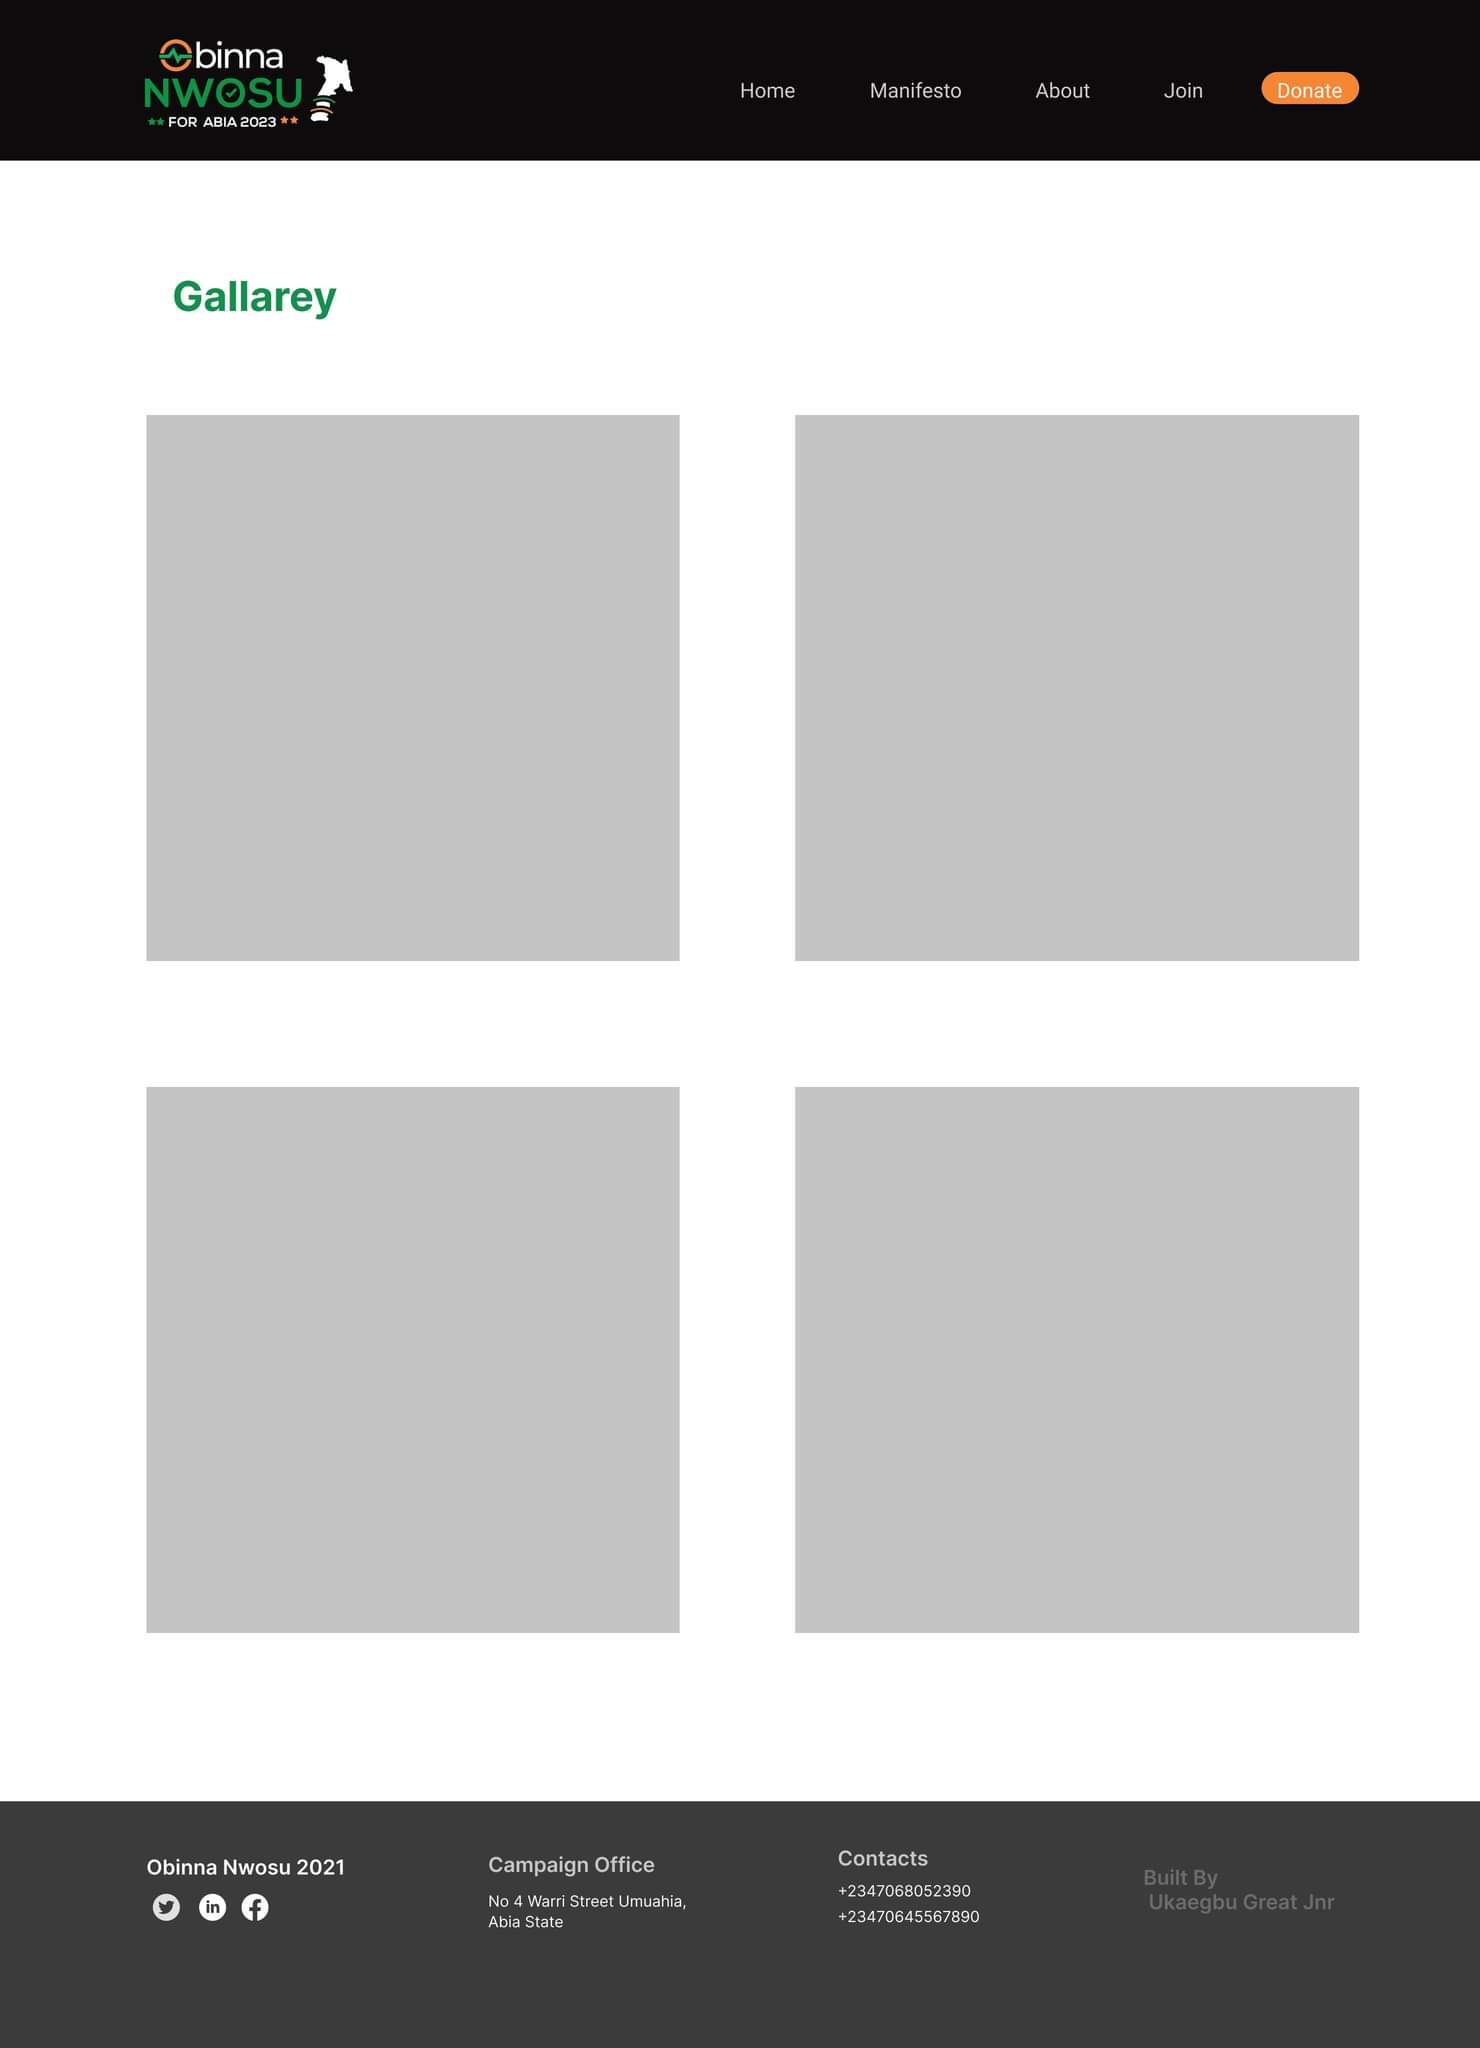 Obinna
NWOSU
FOR ABIA 2023
Home
Manifesto
About
Join
Donate
Gallarey
Obinna Nwosu 2021
in
Campaign Office
No 4 Warri Street Umuahia,
Abia State
Contacts
+2347068052390
+23470645567890
Built By
Ukaegbu Great Jnr